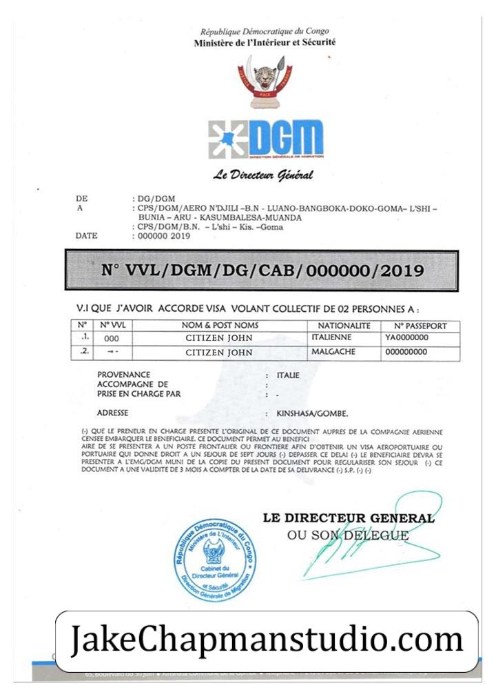 République Démocratique du Congo
Ministère de l'Intérieur et Sécurité
DGM
DIRECTION GENERALE DE MIGRATION
Le Directeur Général
DE : DG/DGM
A : CPS/DGM/AERO N'DJILI –B.N - LUANO-BANGBOKA-DOKO-GOMA– L'SHI –
BUNIA – ARU - KASUMBALESA-MUANDA
: CPS/DGM/B.N. – L'shi – Kis. –Goma
DATE : 000000 2019
N° VVL/DGM/DG/CAB/000000/2019
V.I QUE J'AVOIR ACCORDE VISA VOLANT COLLECTIF DE 02 PERSONNES A :
N° N° VVL NOM & POST NOMS NATIONALITE N° PASSEPORT
.1. 000 CITIZEN JOHN ITALIENNE YA0000000
.2. CITIZEN JOHN MALGACHE 000000000
PROVENANCE : ITALIE
ACCOMPAGNE DE :
PRISE EN CHARGE PAR : -
ADRESSE : KINSHASA/GOMBE.
(-) QUE LE PRENEUR EN CHARGE PRESENTE L'ORIGINAL DE CE DOCUMENT AUPRES DE LA COMPAGNIE AERIENNE
CENSEE EMBARQUER LE BENEFICIAIRE. CE DOCUMENT PERMET AU BENEFICI
AIRE DE SE PRESENTER A UN POSTE FRONTALIER OU FRONTIERE AFIN D'OBTENIR UN VISA AEROPORTUAIRE OU
PORTUAIRE QUI DONNE DROIT A UN SEJOUR DE SEPT JOURS (-) DEPASSER CE DELAI (-) LE BENEFICIAIRE DEVRA SE
PRESENTER A L'EMG/DGM MUNI DE LA COPIE DU PRESENT DOCUMENT POUR REGULARISER SON SEJOUR (-) CE
DOCUMENT A UNE VALIDITE DE 3 MOIS A COMPTER DE LA DATE DE SA DELIVRANCE (-) S.P. (-) (-)
LE DIRECTEUR GENERAL
OU SON DELEGUE
République Démocratique du Congo
Ministère de L'Intérieur
et Sécurité
Cabinet du
Directeur Général
Direction Générale de Migration
JakeChapmanstudio.com